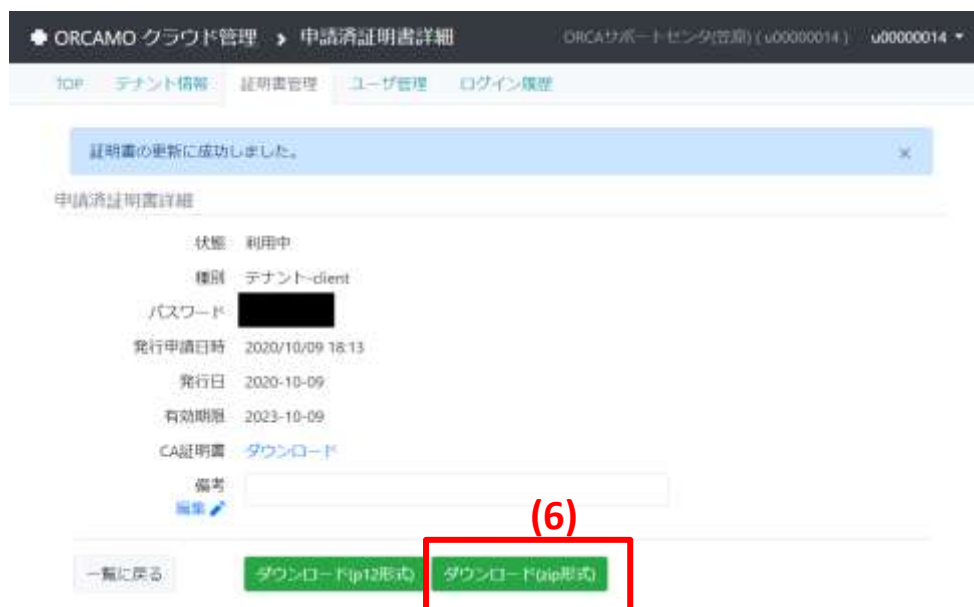 ORCAMO クラウド管理 › 申請済証明書詳細 ORCAサポートセンタ(笠原) ( u00000014 ) u00000014
TOP テナント情報 証明書管理 ユーザ管理 ログイン履歴
証明書の更新に成功しました。 ×
申請済証明書詳細
状態 利用中
種別 テナント-client
パスワード
発行申請日時 2020/10/09 18:13
発行日 2020-10-09
有効期限 2023-10-09
CA証明書 ダウンロード
備考
編集
(6)
一覧に戻る ダウンロード(p12形式) ダウンロード(zip形式)